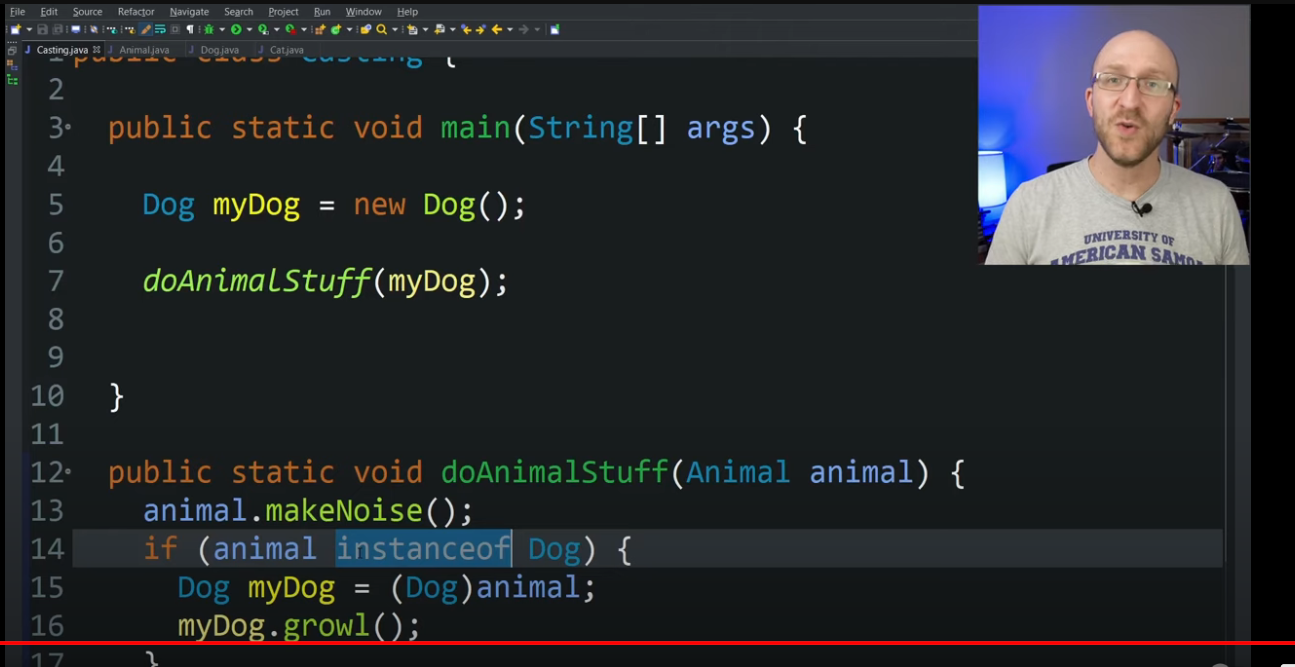 File Edit Source Refactor Navigate Search Project Run Window Help
Casting.java Animal.java Dog.java Cat.java
1 public class Casting {
2
3 public static void main(String[] args) {
4
5 Dog myDog = new Dog();
6
7 doAnimalStuff(myDog);
8
9
10 }
11
12 public static void doAnimalStuff(Animal animal) {
13 animal.makeNoise();
14 if (animal instanceof Dog) {
15 Dog myDog = (Dog)animal;
16 myDog.growl();
17 }
UNIVERSITY OF
AMERICAN SAMOA